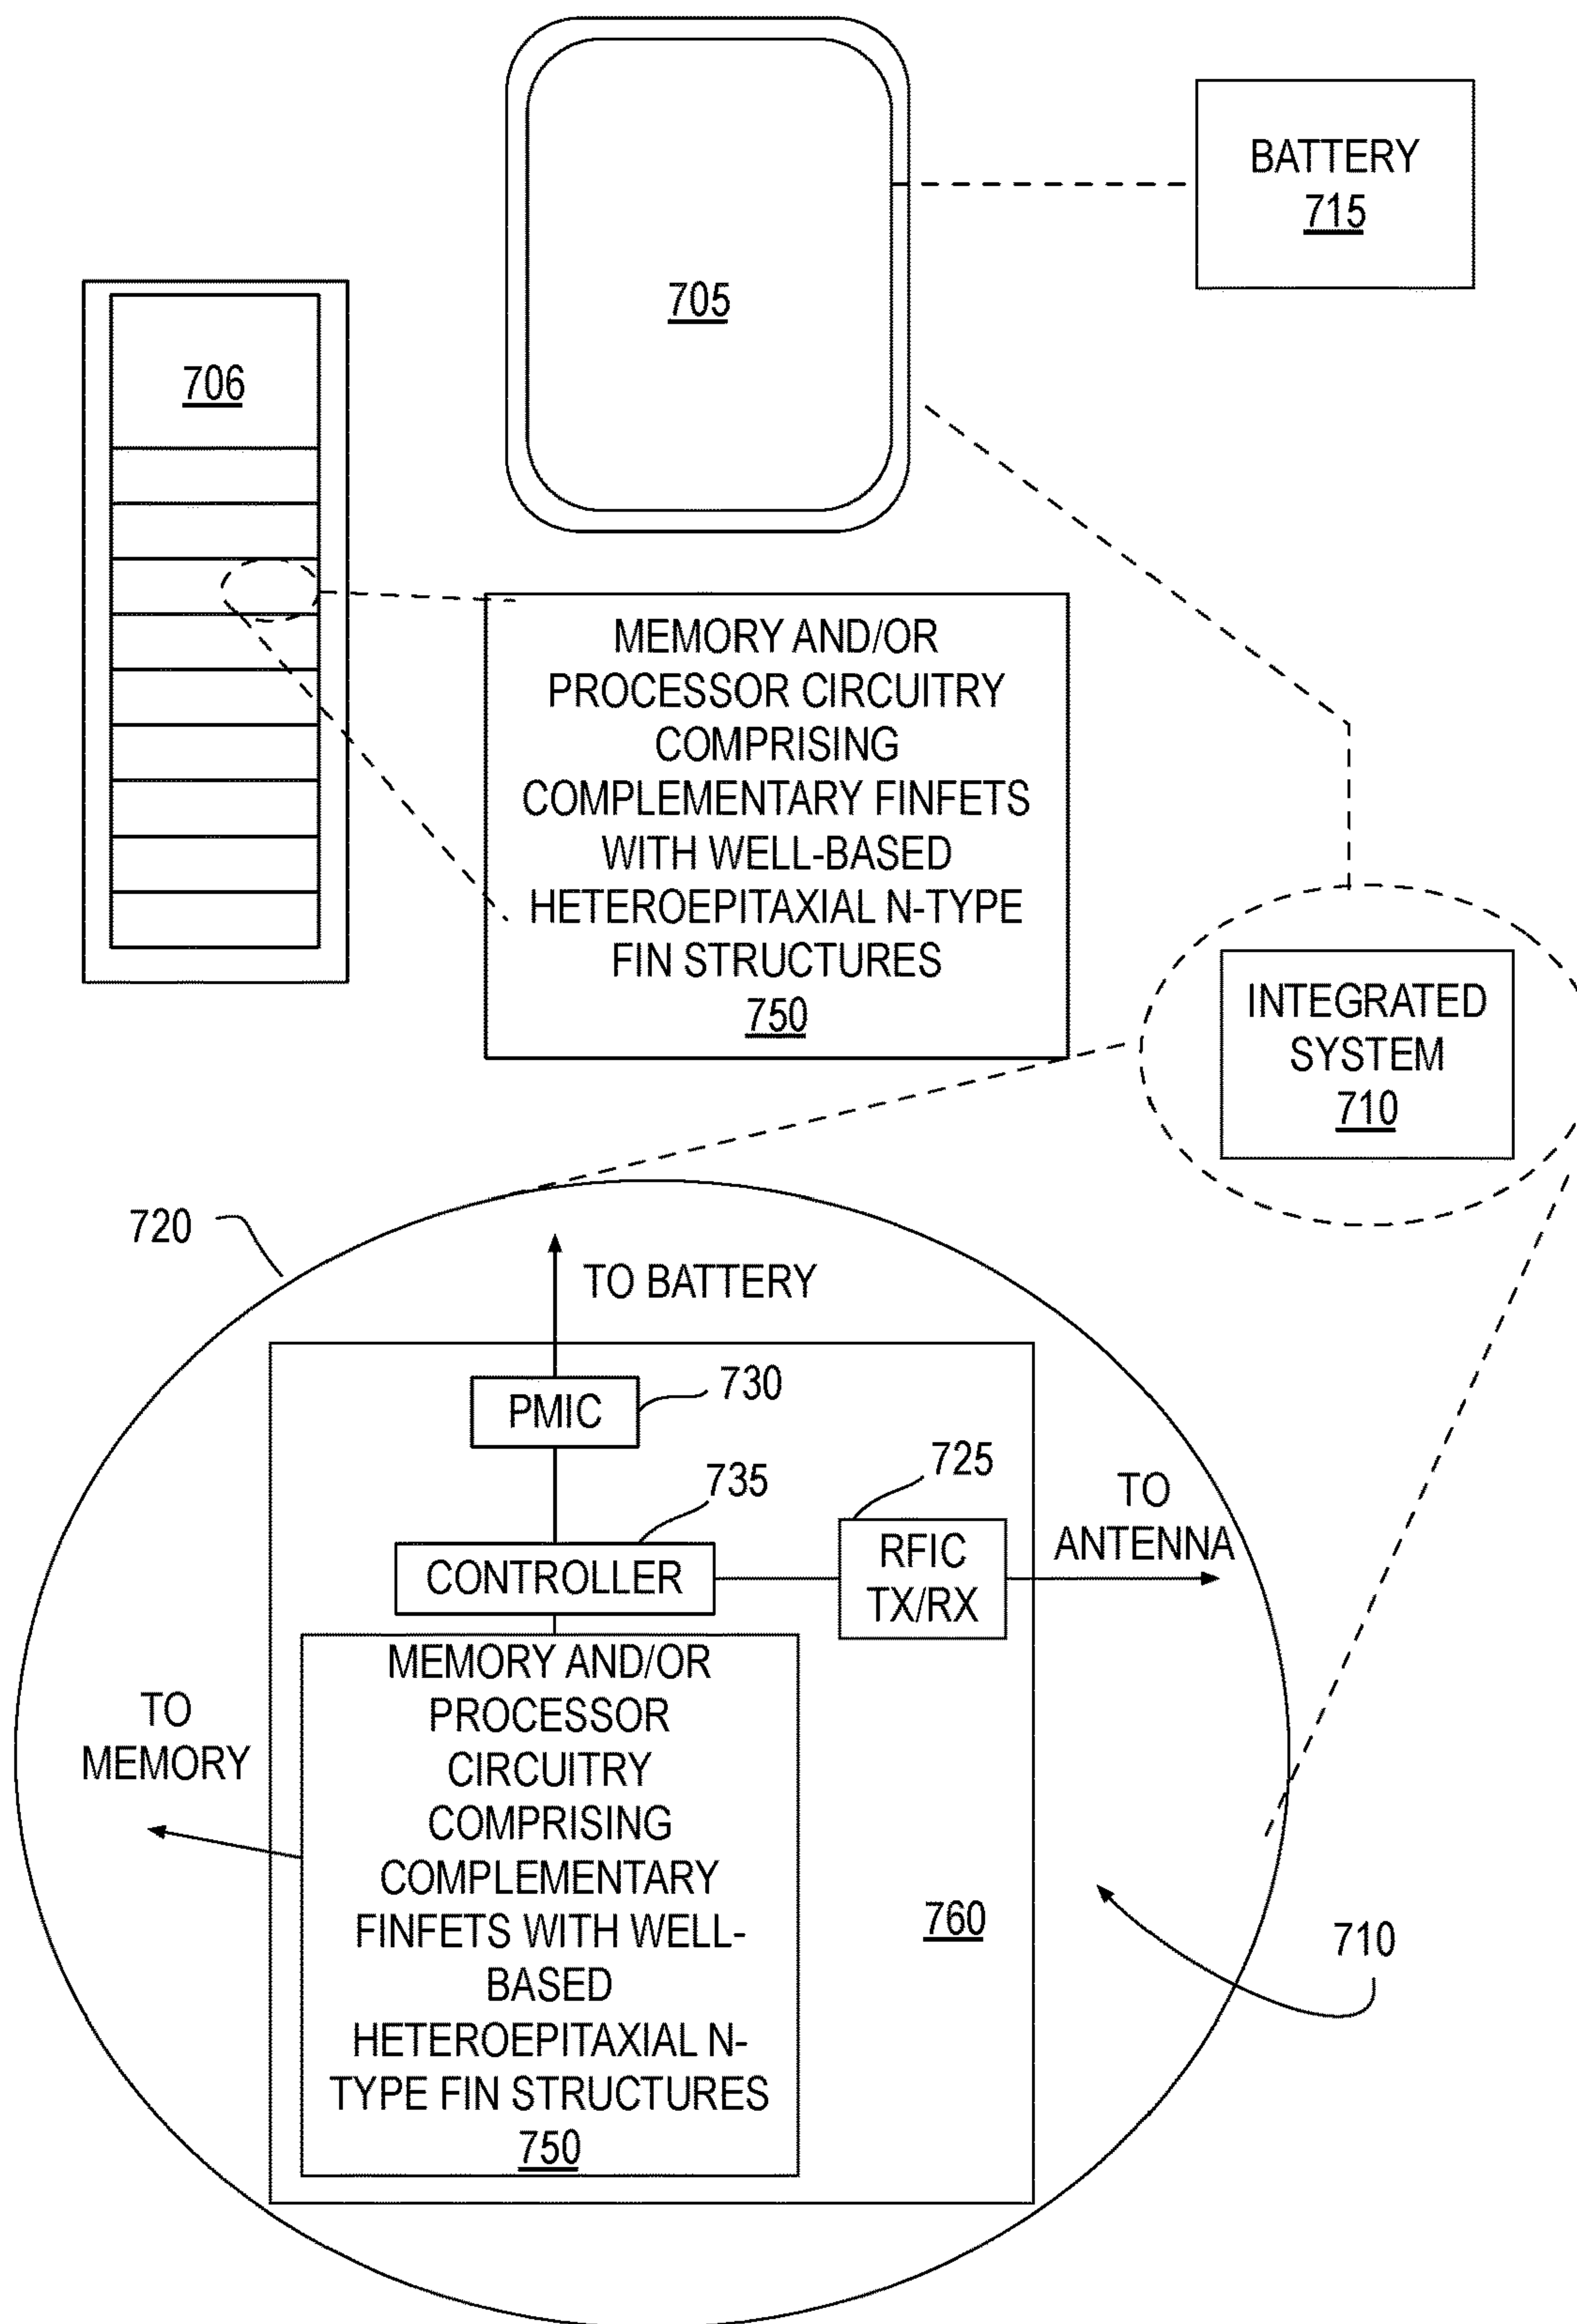 BATTERY
715
705
706
MEMORY AND/OR
PROCESSOR CIRCUITRY
COMPRISING
COMPLEMENTARY FINFETS
WITH WELL-BASED
HETEROEPITAXIAL N-TYPE
FIN STRUCTURES
750
INTEGRATED
SYSTEM
710
720
TO BATTERY
PMIC
730
735
725
CONTROLLER
RFIC
TX/RX
TO
ANTENNA
MEMORY AND/OR
PROCESSOR
CIRCUITRY
COMPRISING
COMPLEMENTARY
FINFETS WITH WELL-
BASED
HETEROEPITAXIAL N-
TYPE FIN STRUCTURES
750
TO
MEMORY
760
710